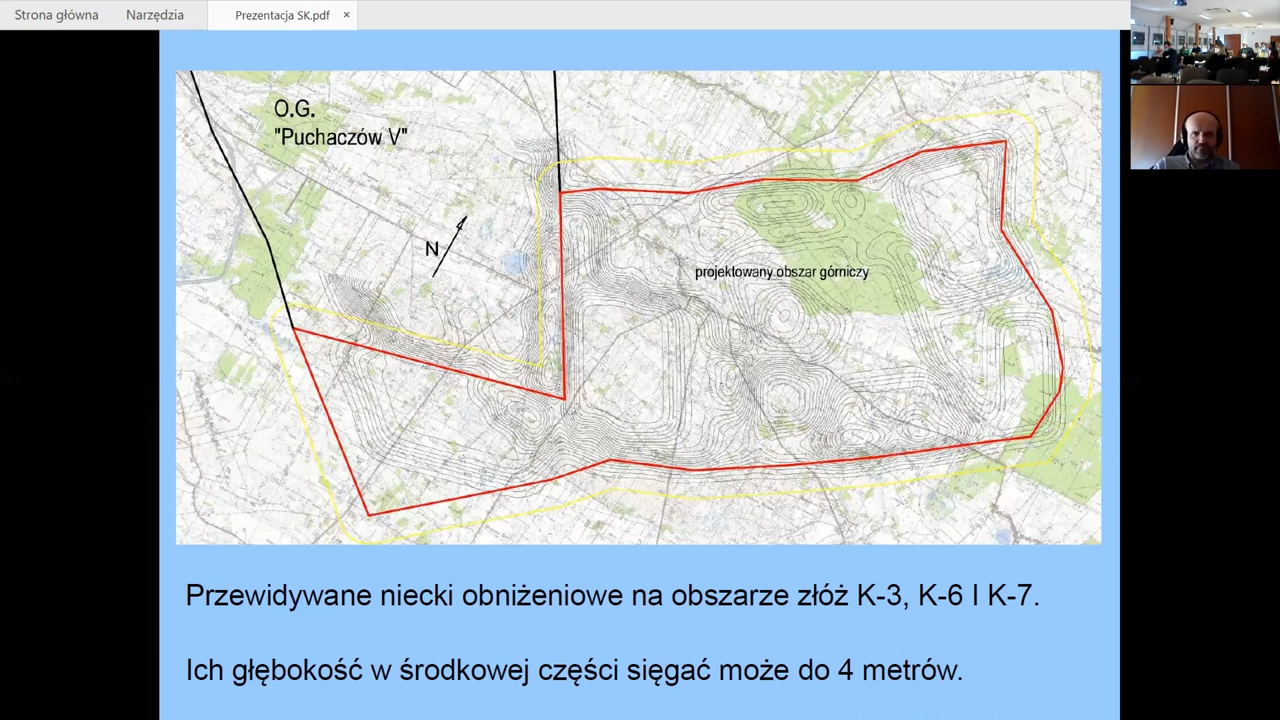 Strona główna
Narzędzia
Prezentacja SK.pdf
×
O.G.
"Puchaczów V"
N
projektowany obszar górniczy
Przewidywane niecki obniżeniowe na obszarze złóż K-3, K-6 I K-7.
Ich głębokość w środkowej części sięgać może do 4 metrów.